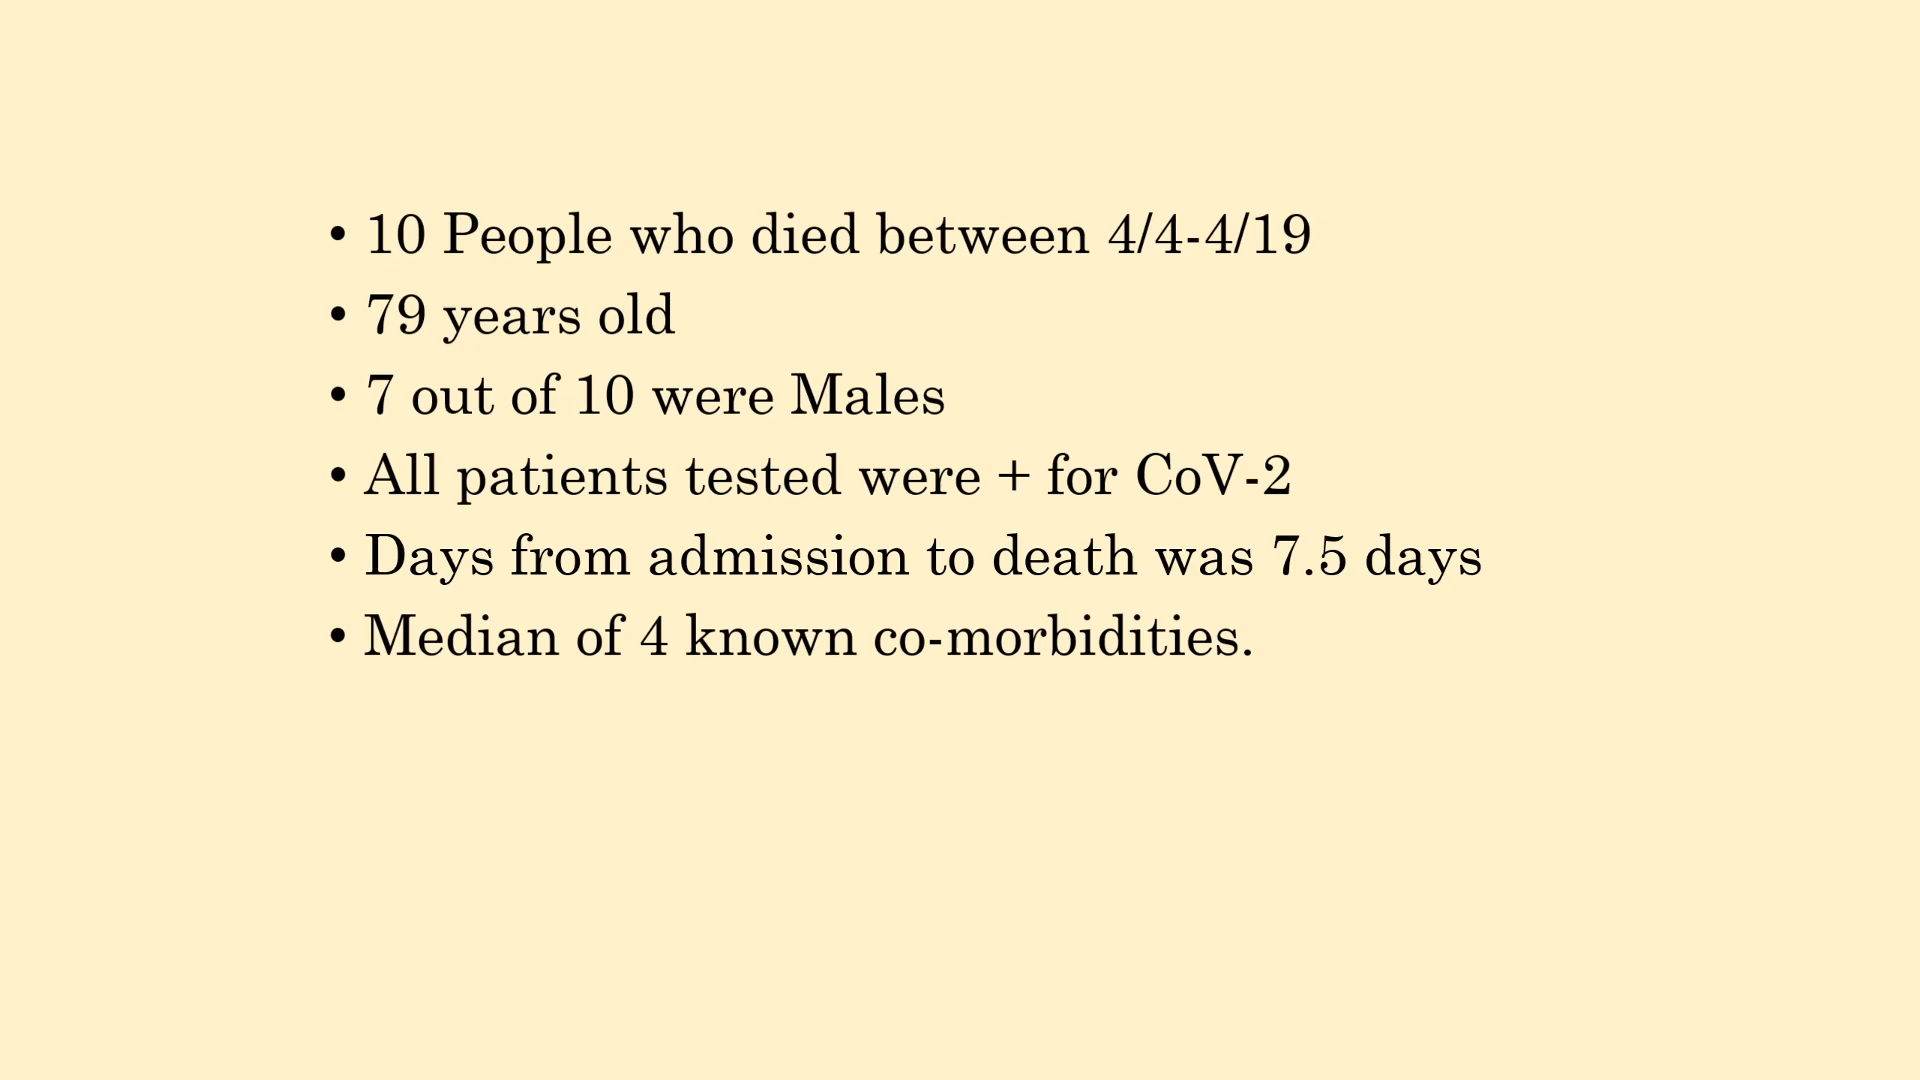 • 10 People who died between 4/4-4/19
• 79 years old
• 7 out of 10 were Males
• All patients tested were + for CoV-2
• Days from admission to death was 7.5 days
• Median of 4 known co-morbidities.